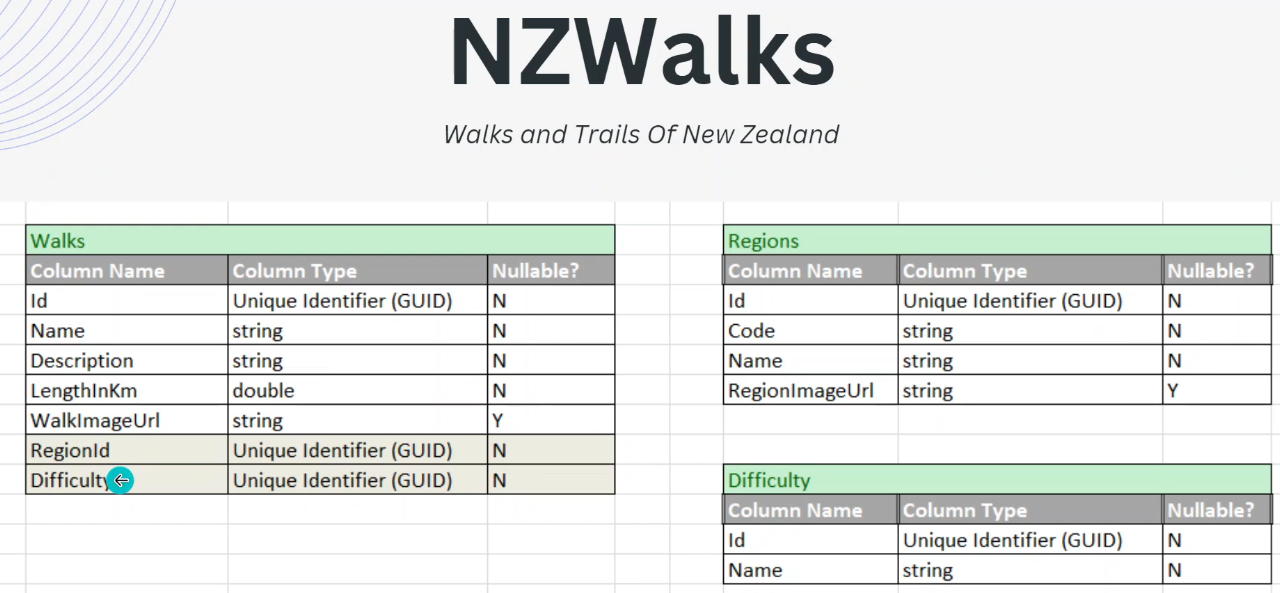 NZWalks
Walks and Trails Of New Zealand
Walks
Column Name Column Type Nullable?
Id Unique Identifier (GUID) N
Name string N
Description string N
LengthInKm double N
WalkImageUrl string Y
RegionId Unique Identifier (GUID) N
Difficulty Unique Identifier (GUID) N
Regions
Column Name Column Type Nullable?
Id Unique Identifier (GUID) N
Code string N
Name string N
RegionImageUrl string Y
Difficulty
Column Name Column Type Nullable?
Id Unique Identifier (GUID) N
Name string N